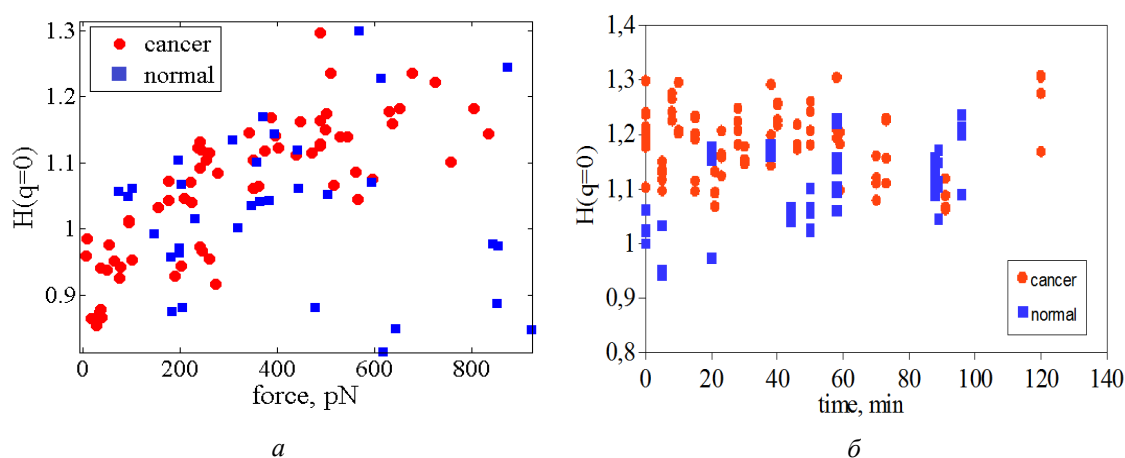 1.3
1.2
1.1
1
0.9
H(q=0)
cancer
normal
0
200
400
600
800
force, pN
а
1,4
1,3
1,2
1,1
1
0,9
0,8
H(q=0)
cancer
normal
0
20
40
60
80
100
120
140
time, min
б